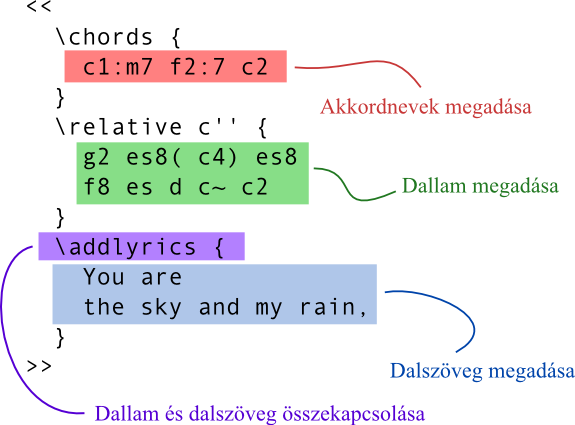 <<
\chords {
c1:m7 f2:7 c2
}
Akkordnevek megadása
\relative c'' {
g2 es8( c4) es8
f8 es d c~ c2
Dallam megadása
}
\addlyrics {
You are
the sky and my rain,
}
>>
Dalszöveg megadása
Dallam és dalszöveg összekapcsolása